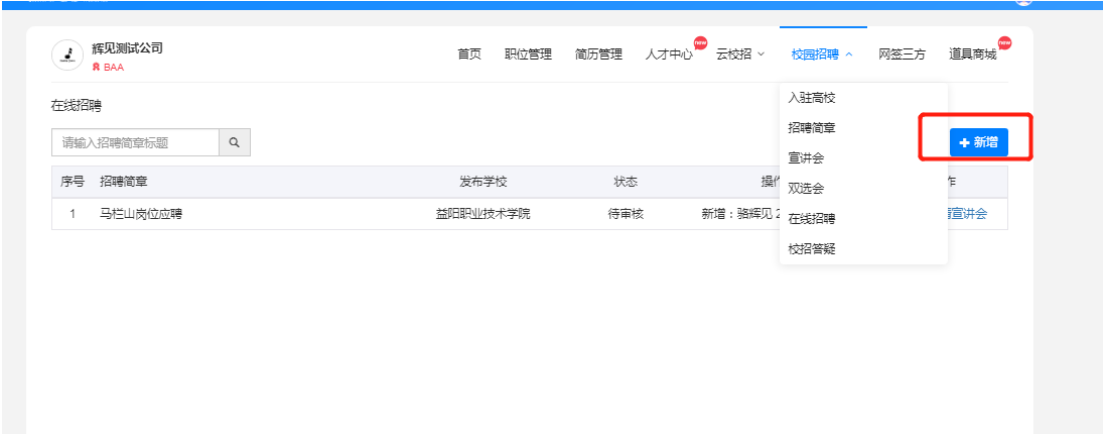 辉见测试公司
BAA
首页 职位管理 简历管理 人才中心 new 云校招 校园招聘 网签三方 道具商城 new
在线招聘
入驻高校
招聘简章
宣讲会
双选会
在线招聘
校招答疑
请输入招聘简章标题
+ 新增
序号 招聘简章 发布学校 状态
1 马栏山岗位应聘 益阳职业技术学院 待审核 新增：骆辉见 2 宣讲会